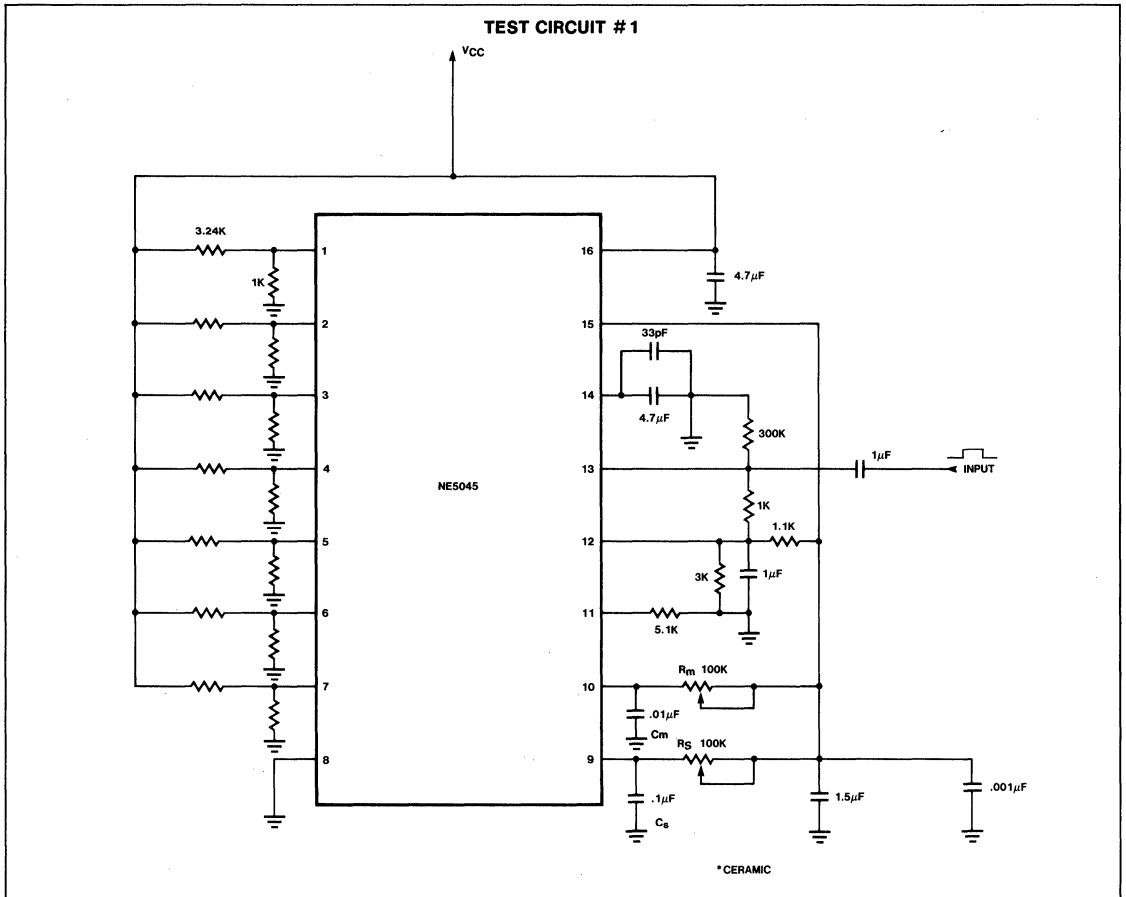 TEST CIRCUIT #1
VCC
3.24K
1
16
1K
4.7µF
2
15
33pF
3
14
4.7µF
300K
4
13
1µF
INPUT
NE5045
1K
1.1K
5
12
3K
1µF
6
11
5.1K
Rm 100K
7
10
.01µF
Cm
RS 100K
8
9
.1µF
1.5µF
.001µF
Cs
*CERAMIC